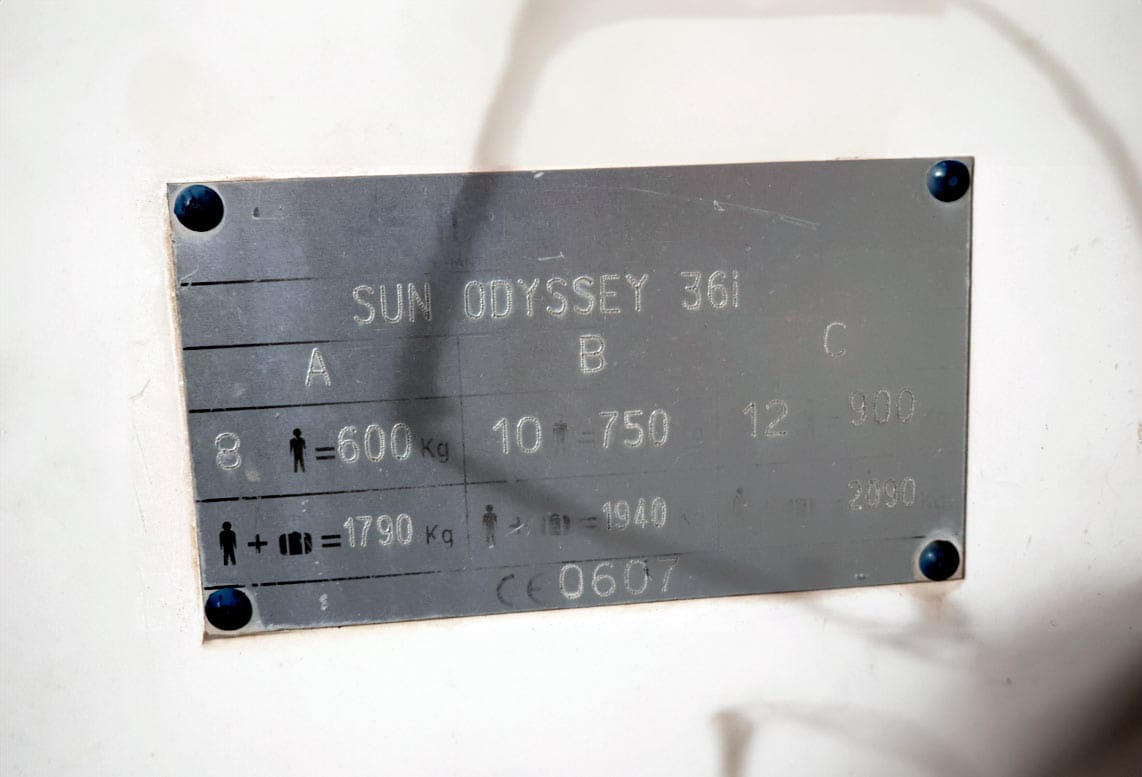 SUN ODYSSEY 36i
A B C
8 =600 Kg 10 =750 12 900
+ =1790 Kg + =1940 2090
CE 0607